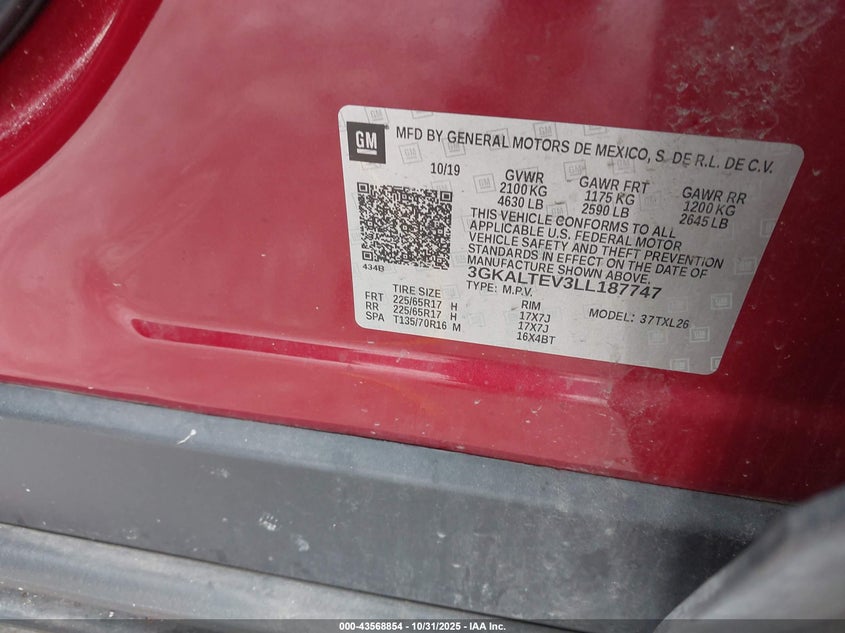 GM
MFD BY GENERAL MOTORS DE MEXICO, S. DE R.L. DE C.V.
10/19 GVWR GAWR FRT GAWR RR
2100 KG 1175 KG 1200 KG
4630 LB 2590 LB 2645 LB
THIS VEHICLE CONFORMS TO ALL
APPLICABLE U.S. FEDERAL MOTOR
VEHICLE SAFETY AND THEFT PREVENTION
STANDARDS IN EFFECT ON THE DATE OF
MANUFACTURE SHOWN ABOVE.
434B
3GKALTEV3LL187747
TYPE: M.P.V. MODEL: 37TXL26
TIRE SIZE RIM
FRT 225/65R17 H 17X7J
RR 225/65R17 H 17X7J
SPA T135/70R16 M 16X4BT
000-43568854 - 10/31/2025 - IAA Inc.